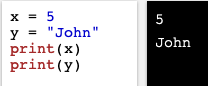 x = 5
y = "John"
print(x)
print(y)
5
John